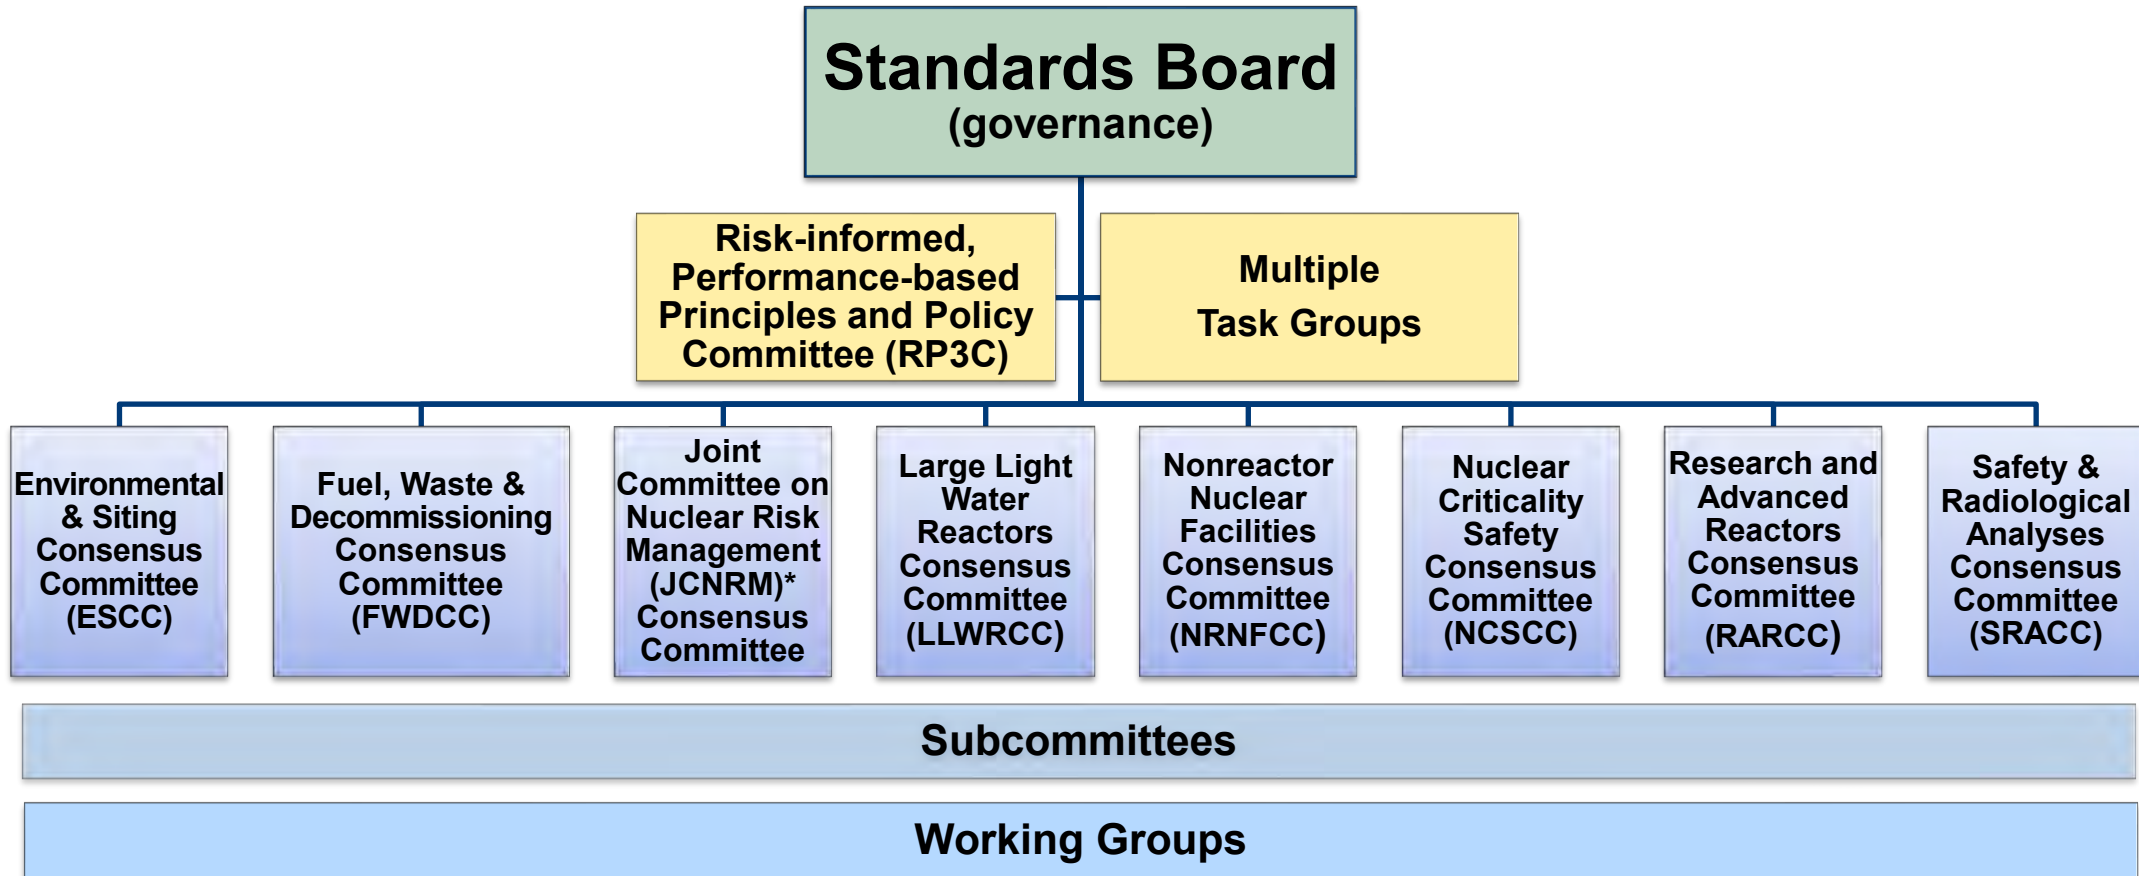 Standards Board
(governance)
Risk-informed,
Performance-based
Principles and Policy
Committee (RP3C)
Multiple
Task Groups
Environmental
& Siting
Consensus
Committee
(ESCC)
Fuel, Waste &
Decommissioning
Consensus
Committee
(FWDCC)
Joint
Committee on
Nuclear Risk
Management
(JCNRM)*
Consensus
Committee
Large Light
Water
Reactors
Consensus
Committee
(LLWRCC)
Nonreactor
Nuclear
Facilities
Consensus
Committee
(NRNFCC)
Nuclear
Criticality
Safety
Consensus
Committee
(NCSCC)
Research and
Advanced
Reactors
Consensus
Committee
(RARCC)
Safety &
Radiological
Analyses
Consensus
Committee
(SRACC)
Subcommittees
Working Groups